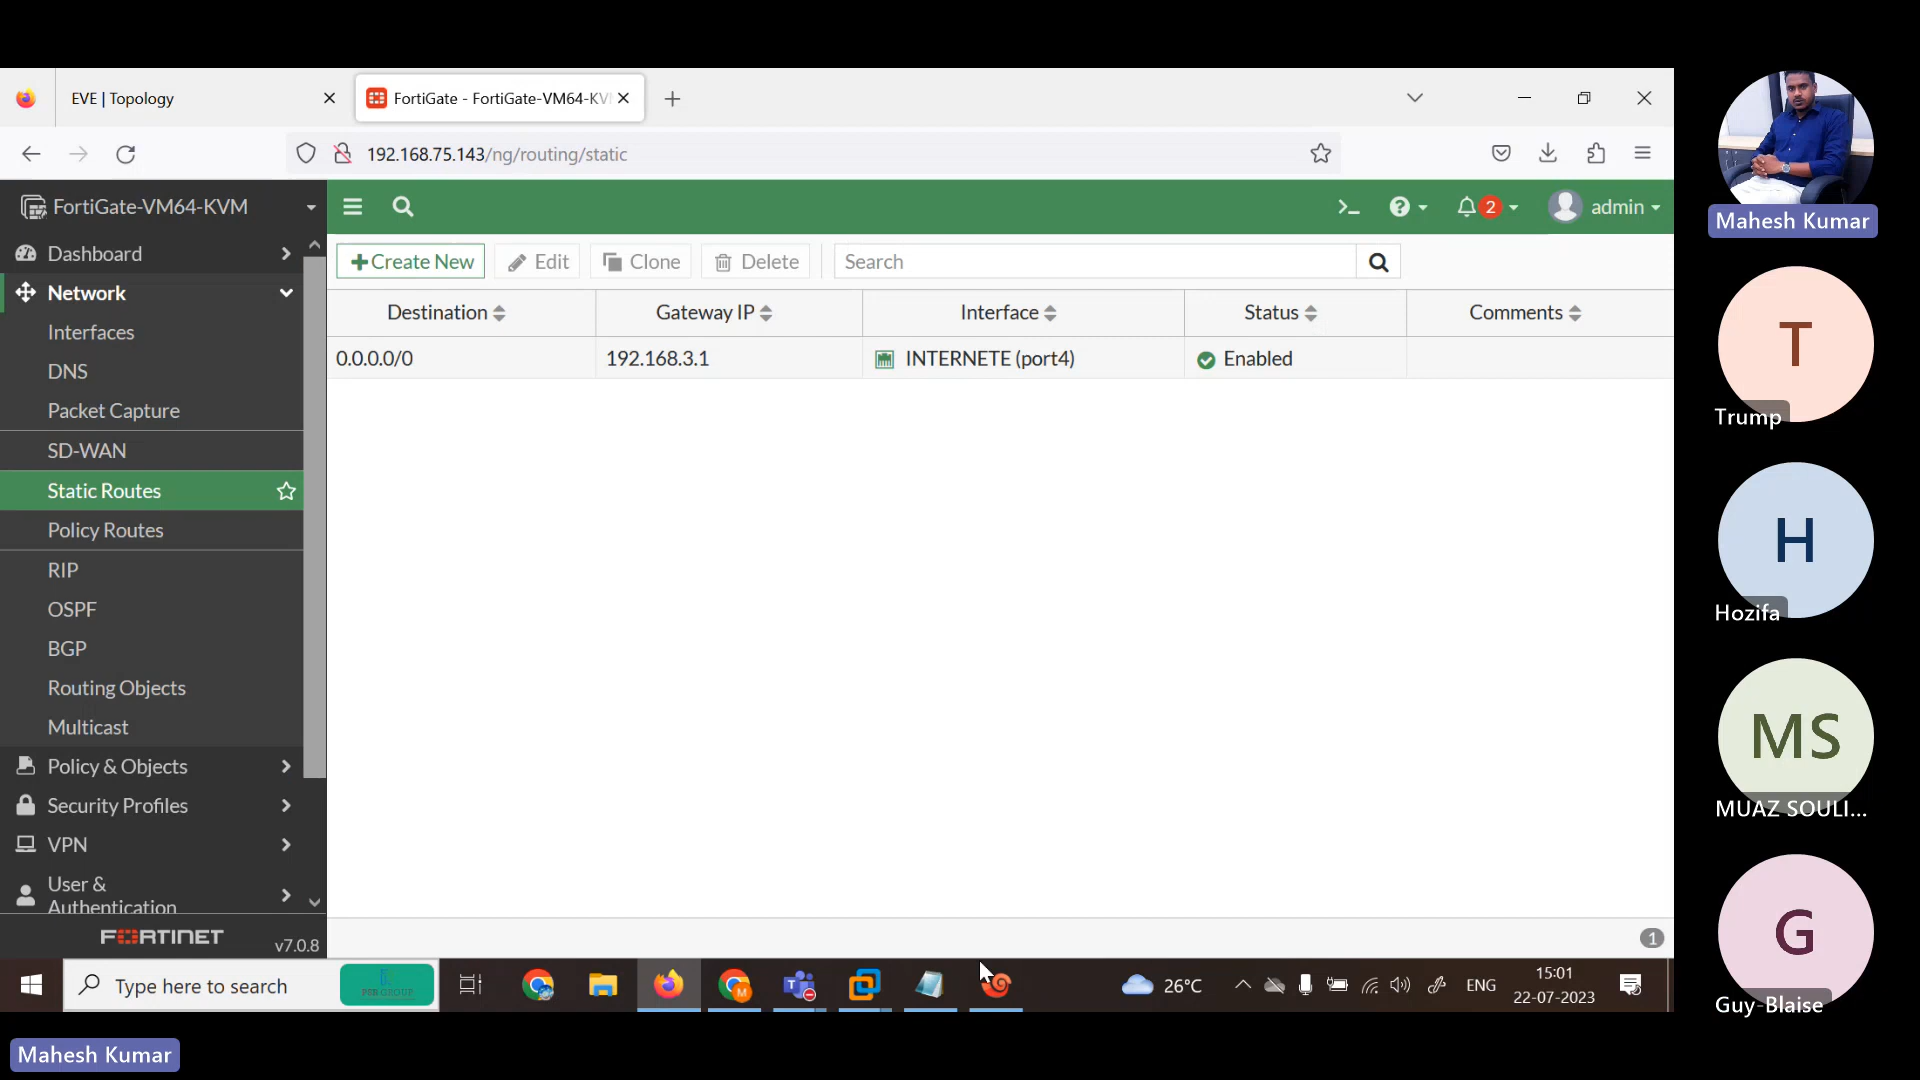 EVE | Topology
FortiGate - FortiGate-VM64-KV
192.168.75.143/ng/routing/static
FortiGate-VM64-KVM
2
admin
Dashboard
Network
Interfaces
DNS
Packet Capture
SD-WAN
Static Routes
Policy Routes
RIP
OSPF
BGP
Routing Objects
Multicast
Policy & Objects
Security Profiles
VPN
User &
Authentication
FORTINET
v7.0.8
Create New
Edit
Clone
Delete
Search
Destination
Gateway IP
Interface
Status
Comments
0.0.0.0/0
192.168.3.1
INTERNETE (port4)
Enabled
1
Type here to search
26°C
ENG
15:01
22-07-2023
Mahesh Kumar
T
Trump
H
Hozifa
MS
MUAZ SOULI...
G
Guy-Blaise
Mahesh Kumar